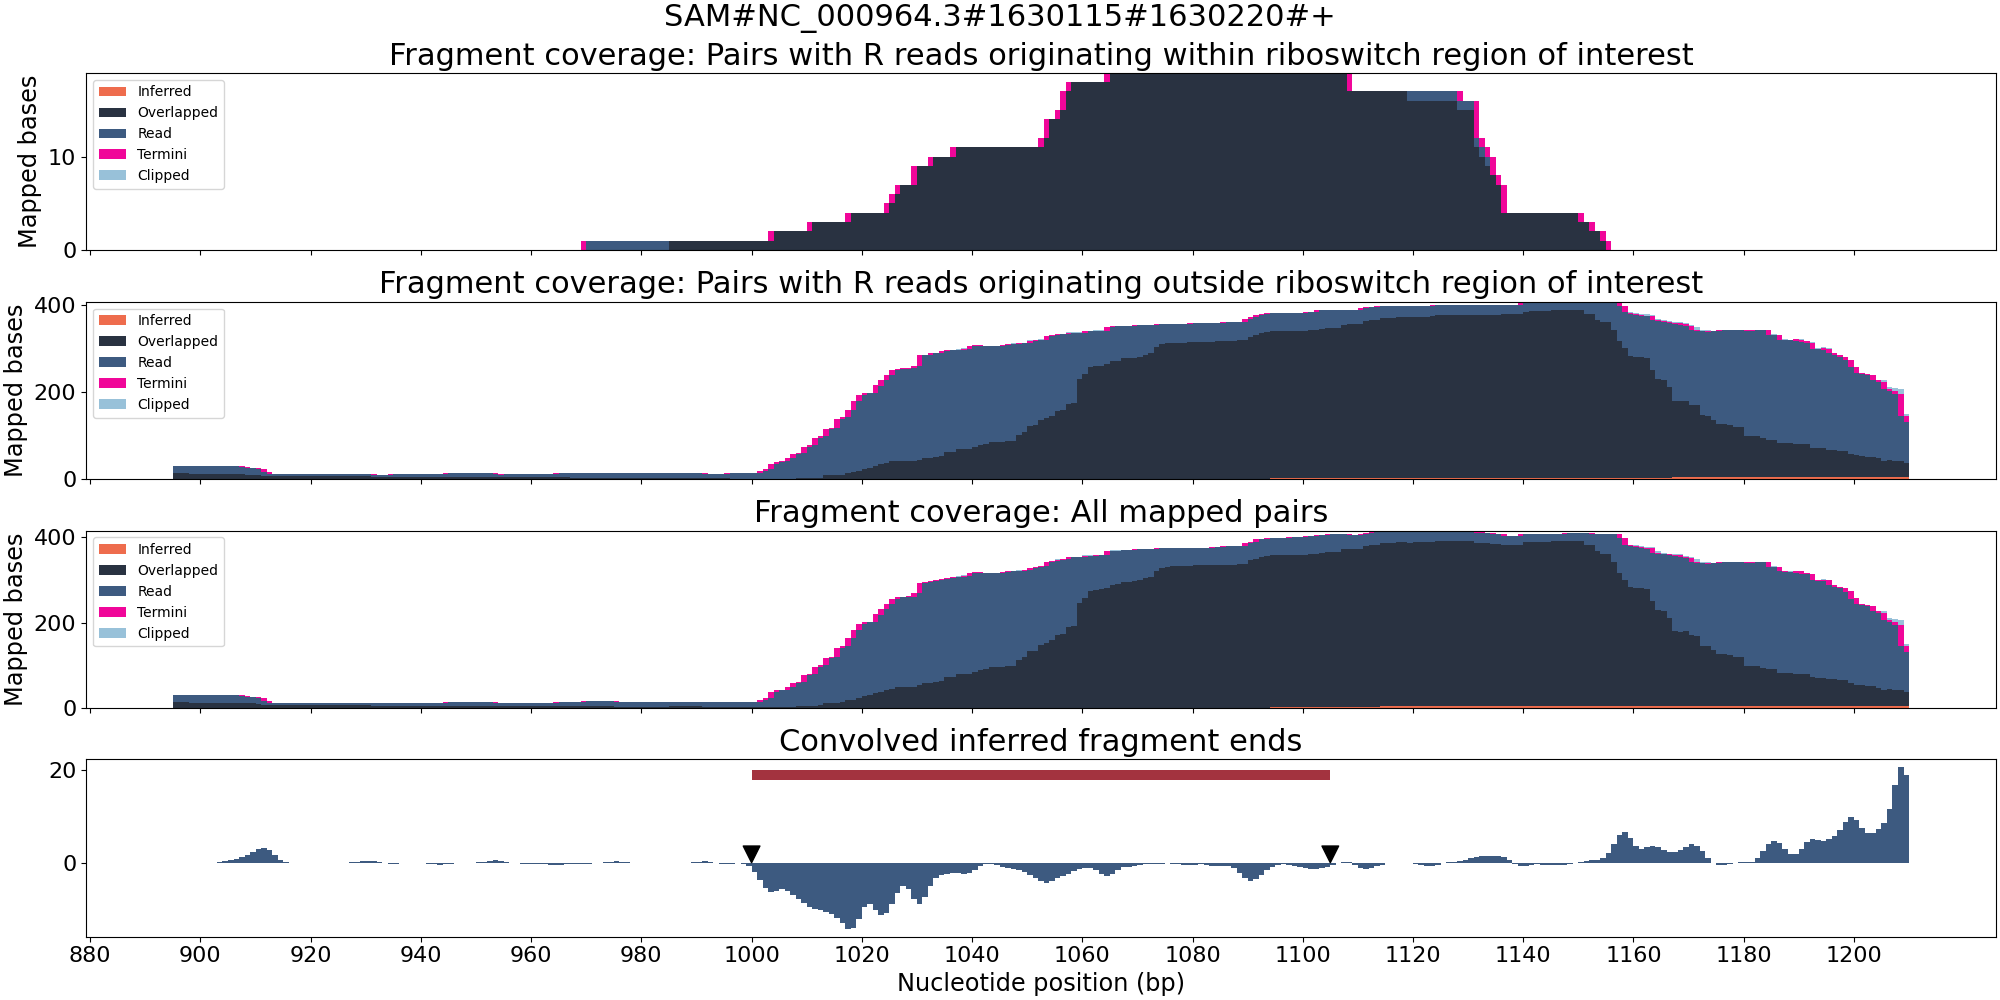 SAM#NC_000964.3#1630115#1630220#+
Fragment coverage: Pairs with R reads originating within riboswitch region of interest
Mapped bases
10
0
Inferred
Overlapped
Read
Termini
Clipped
Fragment coverage: Pairs with R reads originating outside riboswitch region of interest
Mapped bases
400
200
0
Inferred
Overlapped
Read
Termini
Clipped
Fragment coverage: All mapped pairs
Mapped bases
400
200
0
Inferred
Overlapped
Read
Termini
Clipped
Convolved inferred fragment ends
20
0
880 900 920 940 960 980 1000 1020 1040 1060 1080 1100 1120 1140 1160 1180 1200
Nucleotide position (bp)